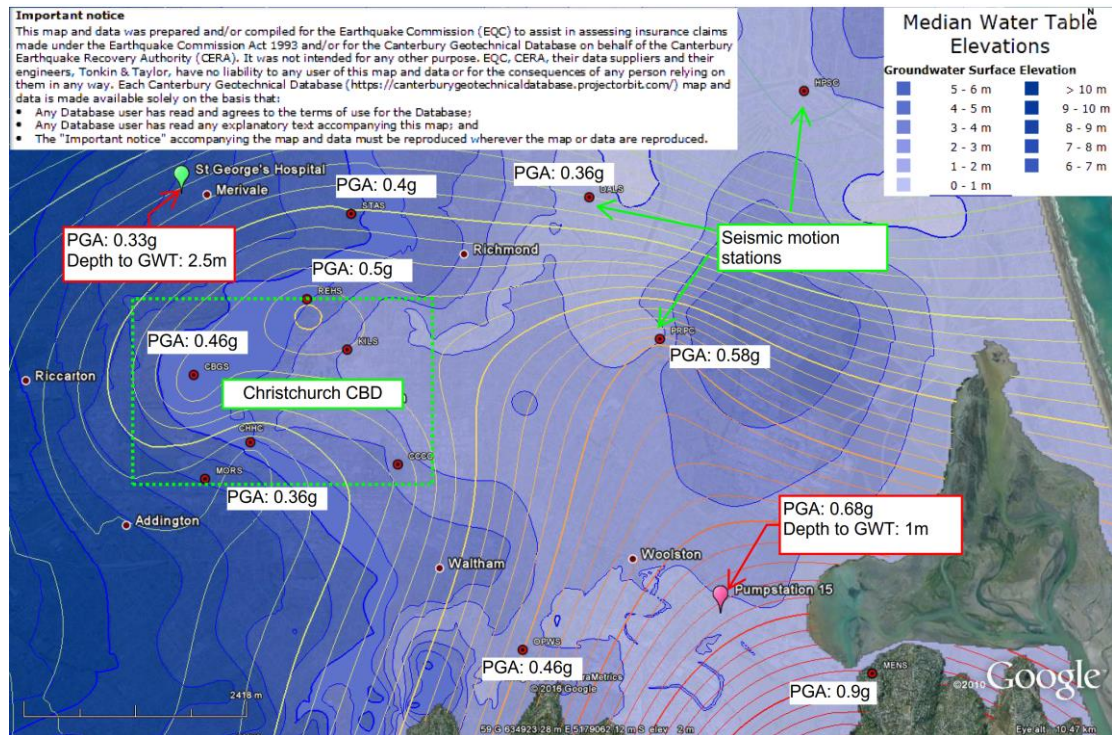 Important notice
This map and data was prepared and/or compiled for the Earthquake Commission (EQC) to assist in assessing insurance claims
made under the Earthquake Commission Act 1993 and/or for the Canterbury Geotechnical Database on behalf of the Canterbury
Earthquake Recovery Authority (CERA). It was not intended for any other purpose. EQC, CERA, their data suppliers and their
engineers, Tonkin & Taylor, have no liability to any user of this map and data or for the consequences of any person relying on
them in any way. Each Canterbury Geotechnical Database (https://canterburygeotechnicaldatabase.projectorbit.com/) map and
data is made available solely on the basis that:
• Any Database user has read and agrees to the terms of use for the Database;
• Any Database user has read any explanatory text accompanying this map; and
• The "Important notice" accompanying the map and data must be reproduced wherever the map or data are reproduced.
N
Median Water Table
Elevations
Groundwater Surface Elevation
5 - 6 m > 10 m
4 - 5 m 9 - 10 m
3 - 4 m 8 - 9 m
2 - 3 m 7 - 8 m
1 - 2 m 6 - 7 m
0 - 1 m
HPSC
St George's Hospital
Merivale
PGA: 0.4g
STAS
PGA: 0.36g
DALS
PGA: 0.33g
Depth to GWT: 2.5m
Richmond
Seismic motion
stations
PGA: 0.5g
REHS
PRPC
PGA: 0.58g
KILS
PGA: 0.46g
CBGS
Riccarton
Christchurch CBD
CHHC
CCCC
MORS
PGA: 0.36g
Addington
PGA: 0.68g
Depth to GWT: 1m
Waltham
Woolston
Pumpstation 15
OPWS
PGA: 0.46g
MENS
PGA: 0.9g
2418 m
© 2016 Google
©2010 Google
59 G 634923.28 m E 5179062.12 m S elev 2 m
Eye alt 10.47 km